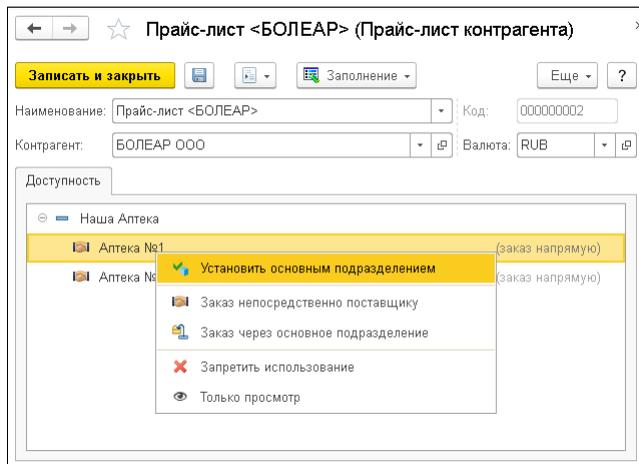 Прайс-лист <БОЛЕАР> (Прайс-лист контрагента)
Записать и закрыть Заполнение Еще ?
Наименование: Прайс-лист <БОЛЕАР> Код: 000000002
Контрагент: БОЛЕАР ООО Валюта: RUB
Доступность
Наша Аптека
Аптека №1 (заказ напрямую)
Установить основным подразделением
Аптека № (заказ напрямую)
Заказ непосредственно поставщику
Заказ через основное подразделение
Запретить использование
Только просмотр